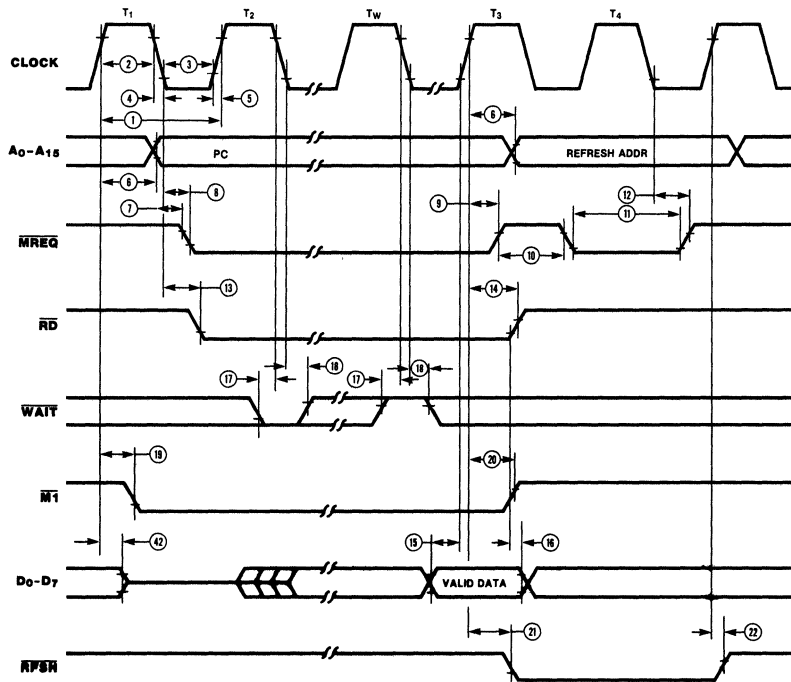 T1 T2 TW T3 T4
CLOCK
2 3
4 5
1 6
A0–A15 PC REFRESH ADDR
6 8
7 9 12
11
MREQ
10
13 14
RD
17 18 17 18
WAIT
19 20
M1
42 15 16
D0–D7 VALID DATA
21 22
RFSH